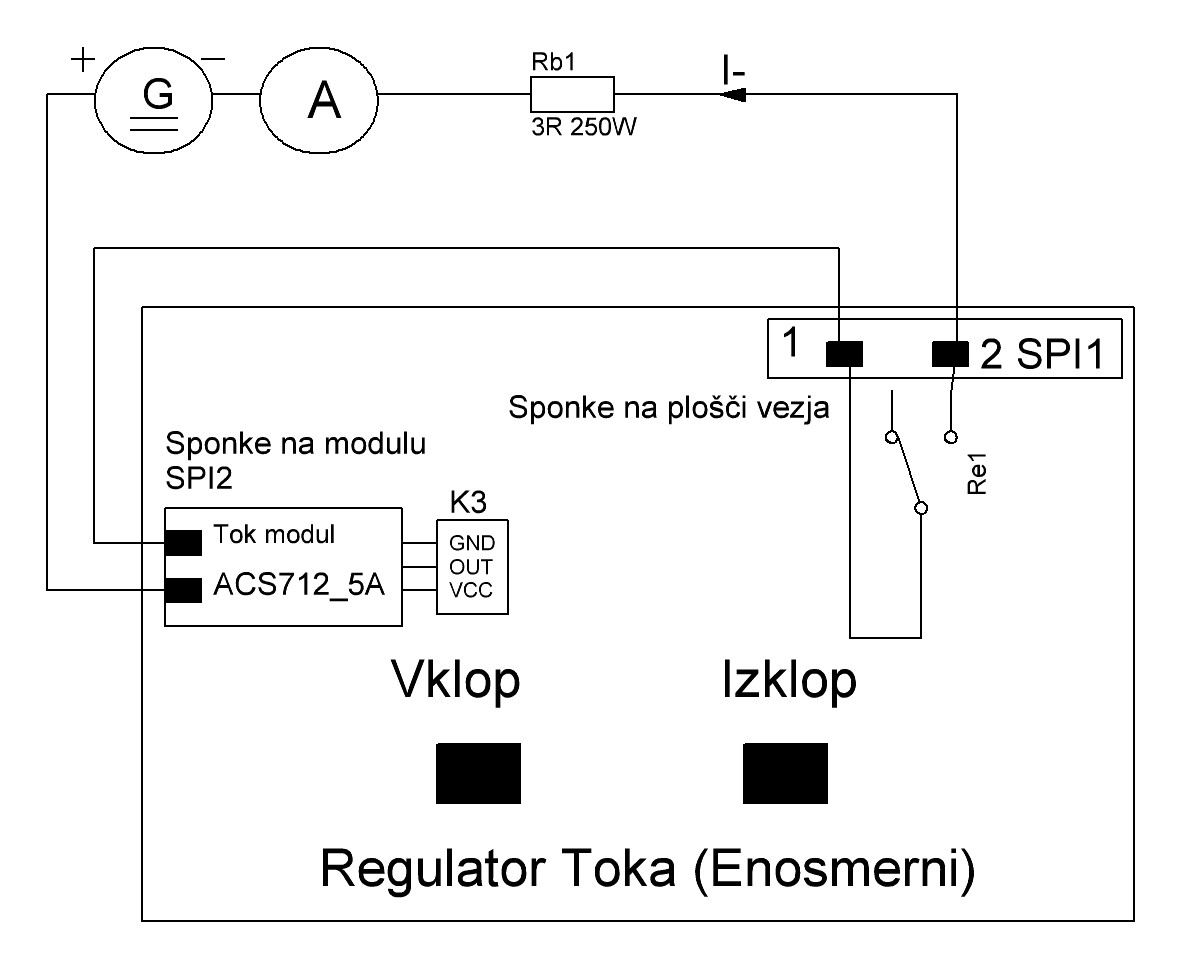 +
−
G
A
Rb1
3R 250W
I-
1
2 SPI1
Sponke na plošči vezja
Re1
Sponke na modulu
SPI2
Tok modul
ACS712_5A
K3
GND
OUT
VCC
Vklop
Izklop
Regulator Toka (Enosmerni)